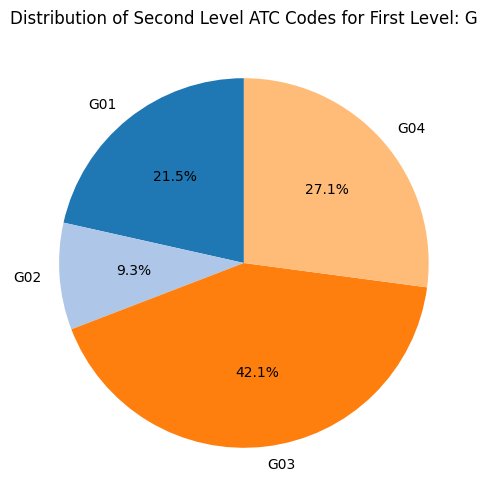 Distribution of Second Level ATC Codes for First Level: G
G01
G04
21.5%
27.1%
G02
9.3%
42.1%
G03